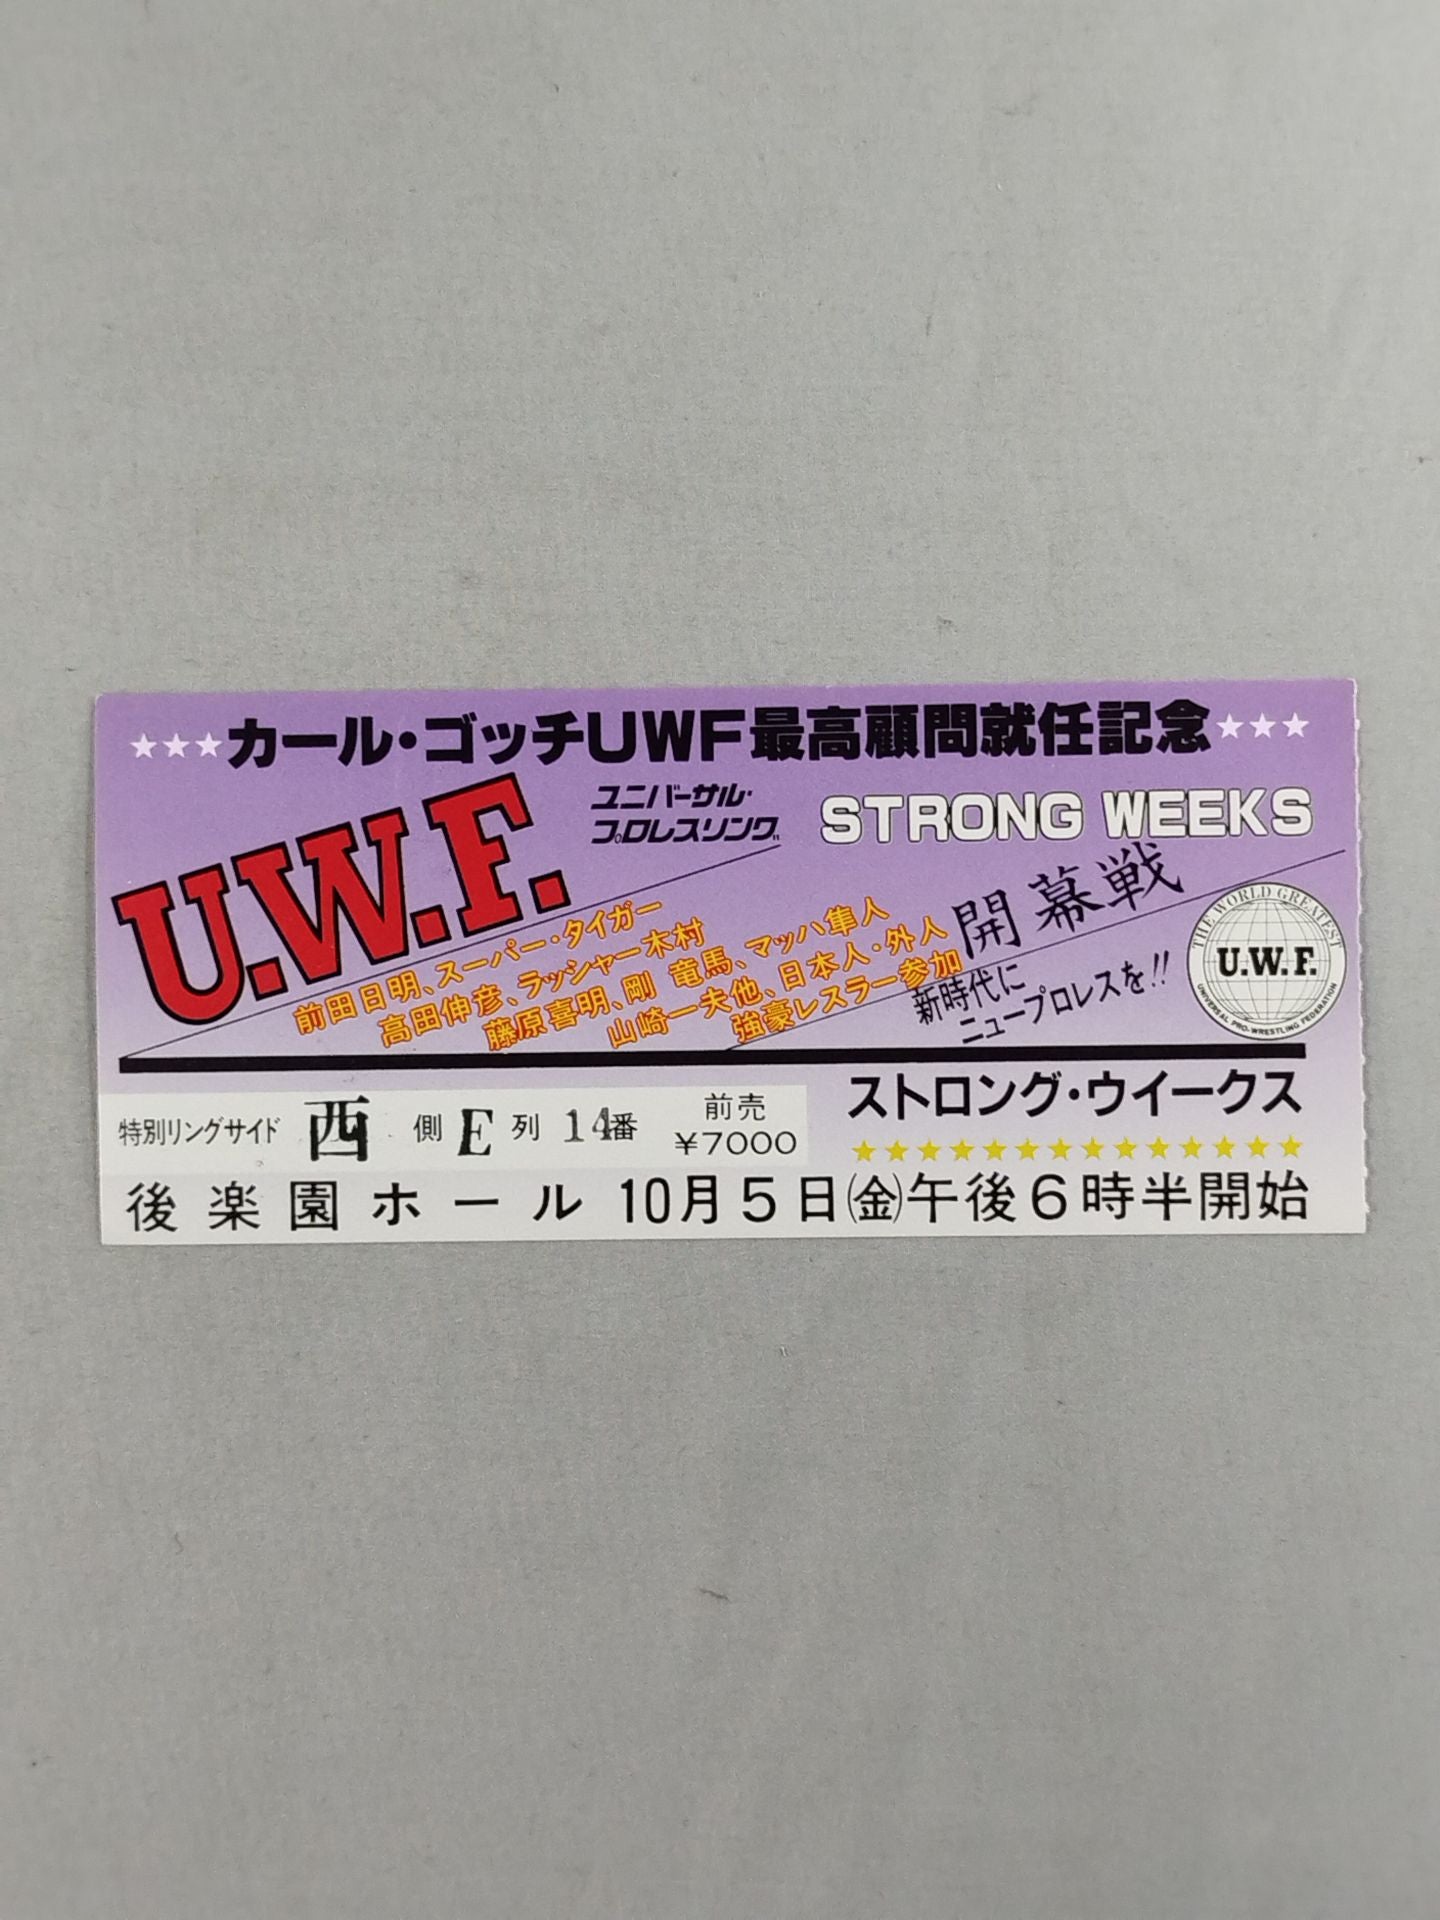 ★★★カール・ゴッチUWF最高顧問就任記念★★★
U.W.F.
ユニバーサル・
プロレスリング
STRONG WEEKS
開幕戦
前田日明、スーパー・タイガー
高田伸彦、ラッシャー木村
藤原喜明、剛 竜馬、マッハ隼人
山崎一夫他、日本人・外人
強豪レスラー参加
新時代に
ニュープロレスを!!
THE WORLD GREATEST
U.W.F.
UNIVERSAL PRO-WRESTLING FEDERATION
ストロング・ウイークス
★★★★★★★★★★★★★★
特別リングサイド 西 側 E 列 14番
前売
¥7000
後楽園ホール 10月5日㈮午後6時半開始